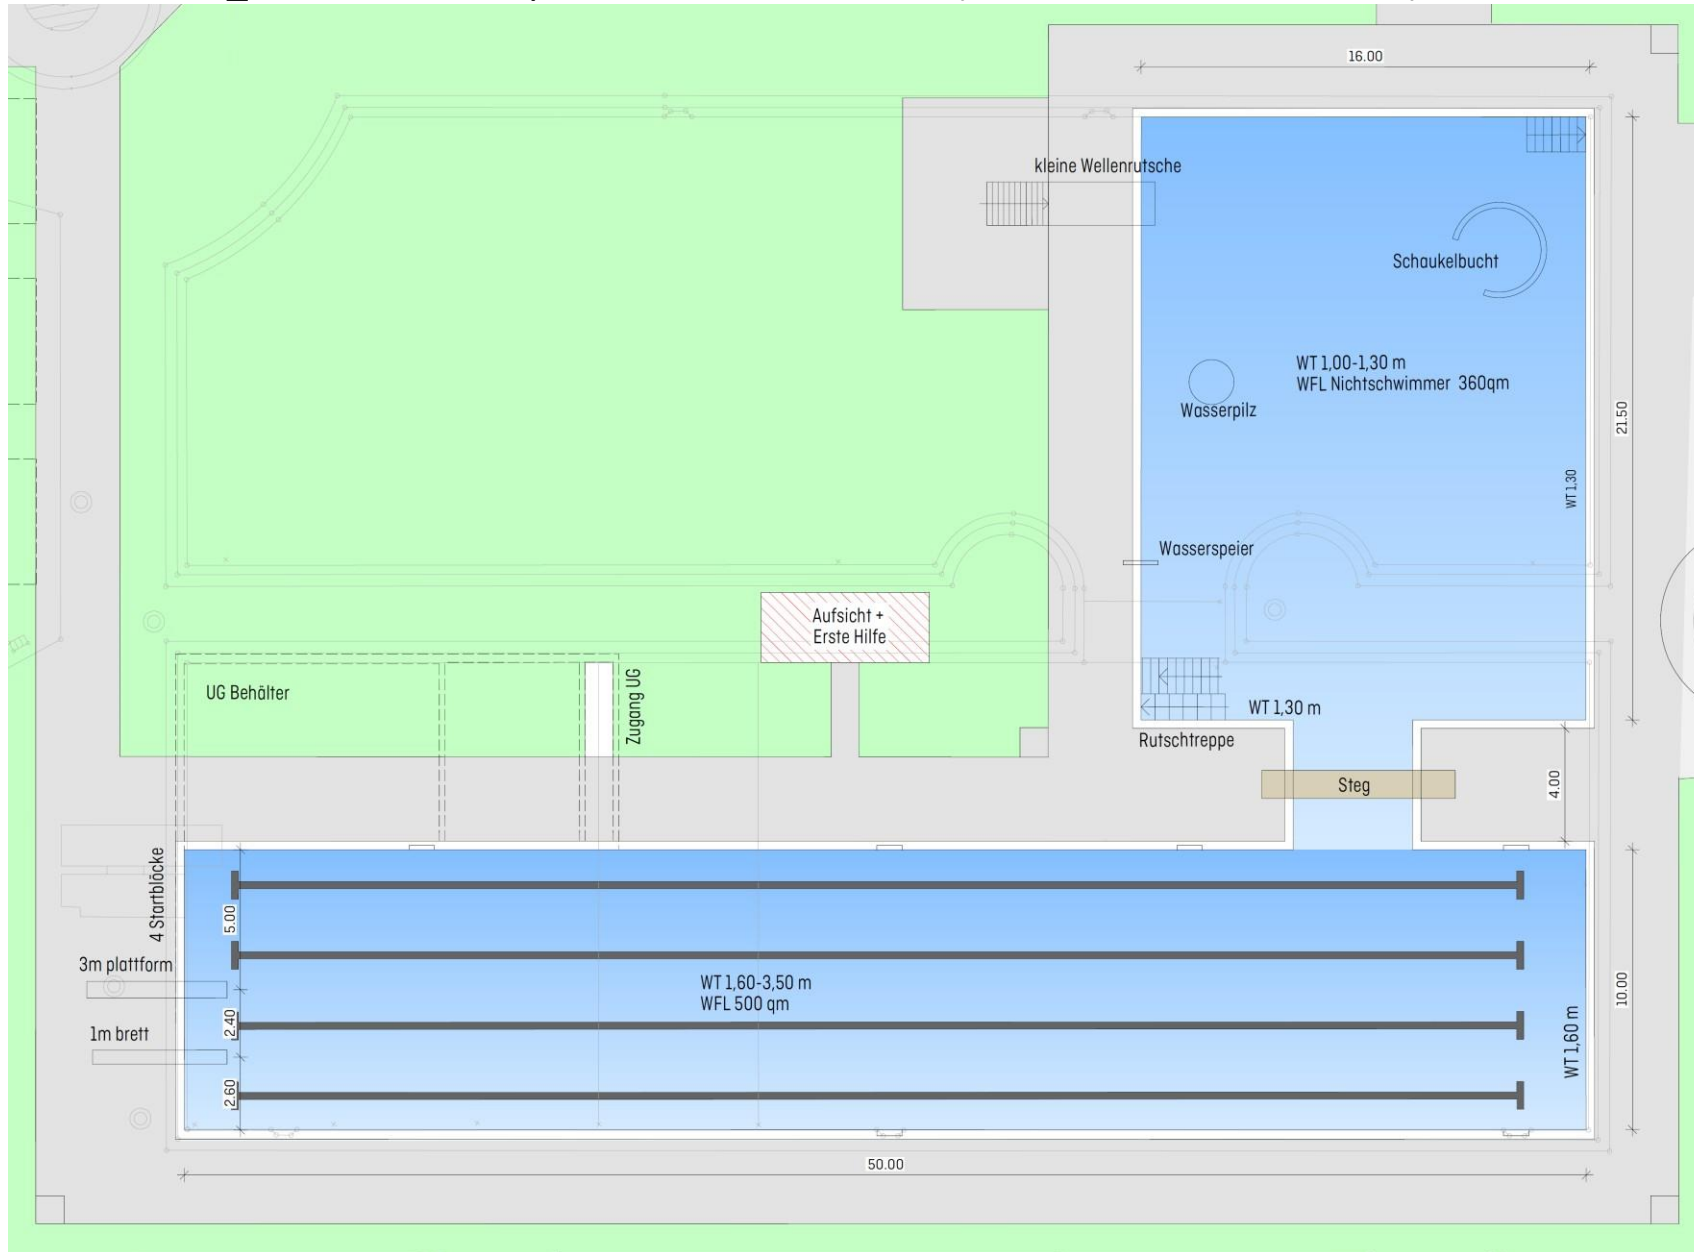 16.00
kleine Wellenrutsche
Schaukelbucht
WT 1,00-1,30 m
WFL Nichtschwimmer 360qm
Wasserpilz
21.50
WT 1,30
Wasserspeier
Aufsicht +
Erste Hilfe
UG Behälter
Zugang UG
WT 1,30 m
Rutschtreppe
Steg
4.00
4 Startblöcke
5.00
3m plattform
WT 1,60-3,50 m
WFL 500 qm
10.00
2.40
1m brett
WT 1,60 m
2.60
50.00